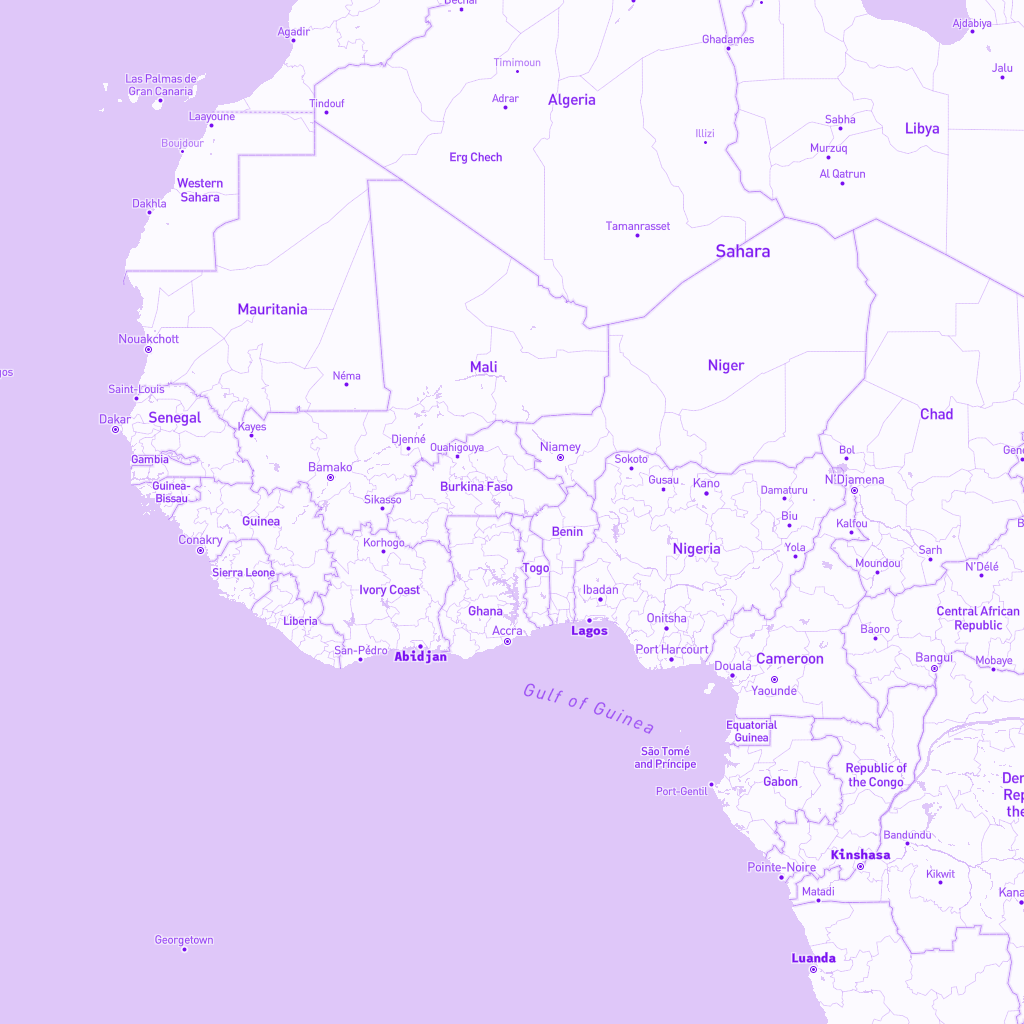 Dechar
Agadir
Ajdabiya
Ghadames
Timimoun
Jalu
Las Palmas de
Gran Canaria
Adrar
Algeria
Tindouf
Laayoune
Sabha
Libya
Illizi
Boujdour
Murzuq
Erg Chech
Al Qatrun
Western
Sahara
Dakhla
Tamanrasset
Sahara
Mauritania
Nouakchott
Mali
Niger
Néma
Saint-Louis
Dakar
Senegal
Chad
Kayes
Djenné
Ouahigouya
Niamey
Bol
Gambia
Sokoto
Bamako
N'Djamena
Gusau
Kano
Guinea-
Bissau
Burkina Faso
Damaturu
Sikasso
Biu
Guinea
Kalfou
Benin
Conakry
Korhogo
Nigeria
Yola
Sarh
Moundou
N'Délé
Sierra Leone
Togo
Ivory Coast
Ibadan
Ghana
Central African
Republic
Liberia
Onitsha
Lagos
Accra
Baoro
San-Pédro
Abidjan
Port Harcourt
Cameroon
Bangui
Mobaye
Douala
Yaounde
Gulf of Guinea
Equatorial
Guinea
São Tomé
and Príncipe
Republic of
the Congo
Gabon
Port-Gentil
Bandundu
Kinshasa
Pointe-Noire
Kikwit
Matadi
Georgetown
Luanda